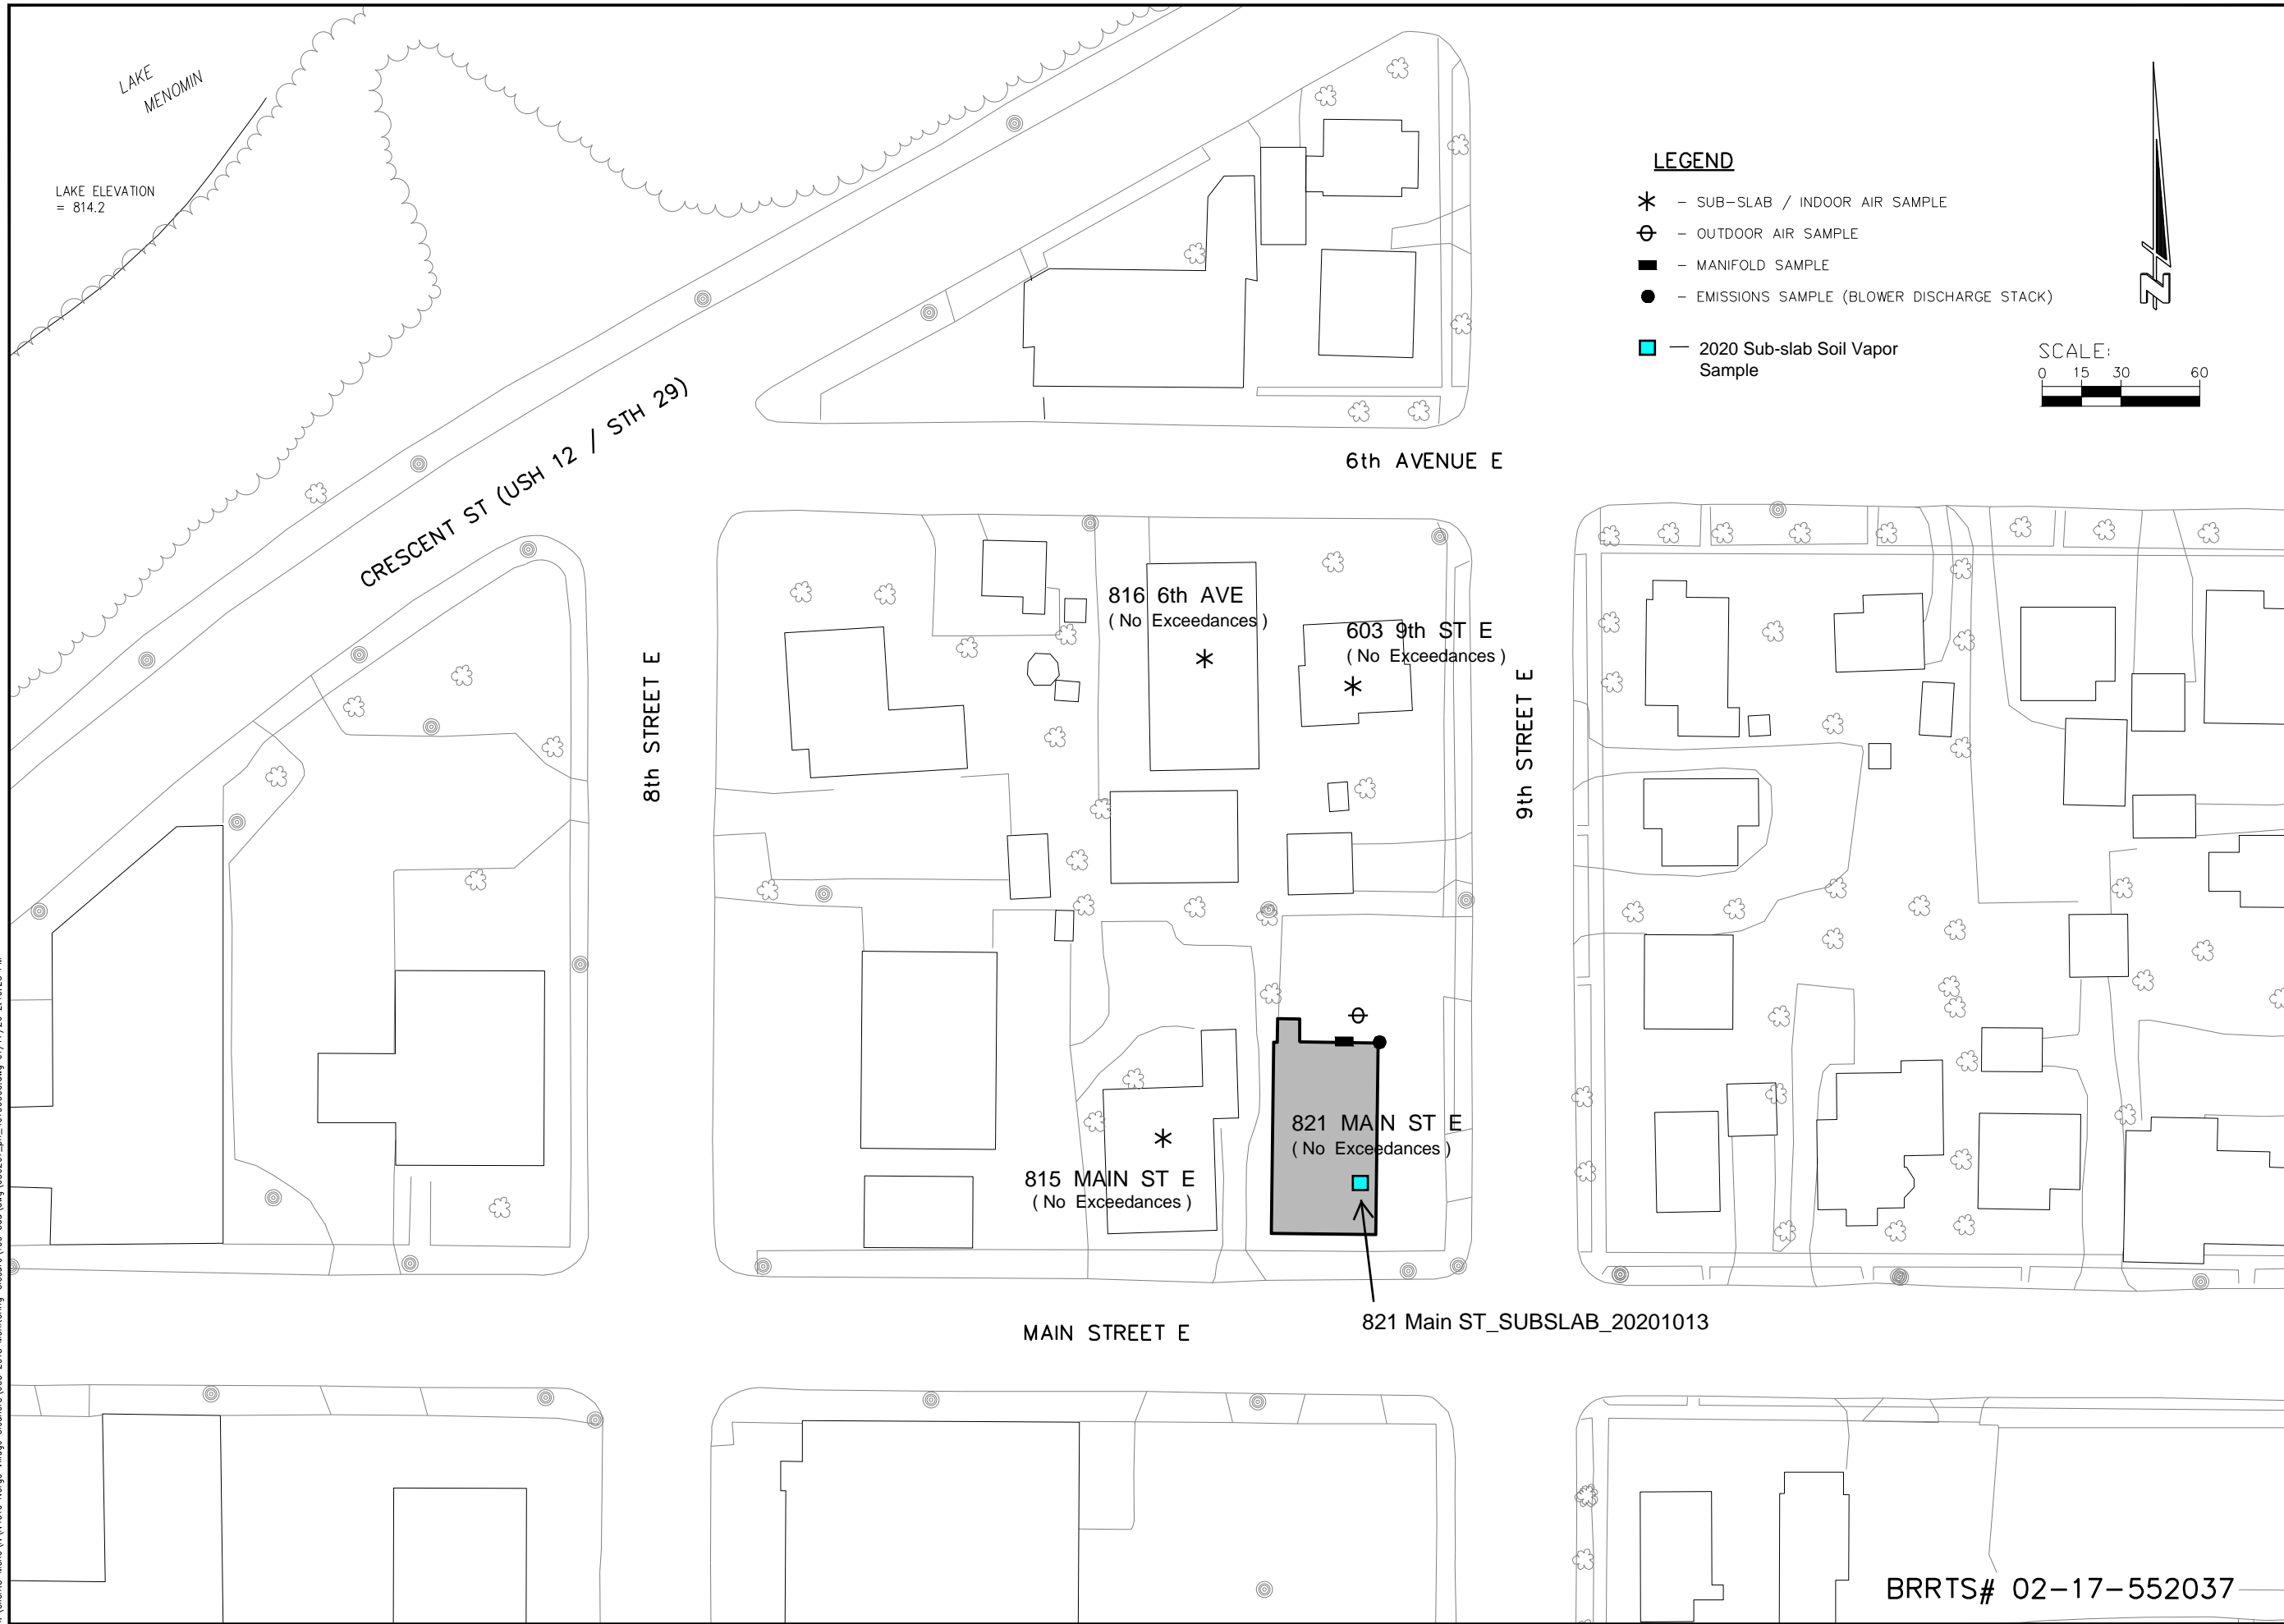 LAKE
MENOMIN
LAKE ELEVATION
= 814.2
LEGEND
– SUB–SLAB / INDOOR AIR SAMPLE
– OUTDOOR AIR SAMPLE
– MANIFOLD SAMPLE
– EMISSIONS SAMPLE (BLOWER DISCHARGE STACK)
— 2020 Sub-slab Soil Vapor
Sample
N
SCALE:
0 15 30 60
CRESCENT ST (USH 12 / STH 29)
6th AVENUE E
8th STREET E
9th STREET E
816 6th AVE
( No Exceedances )
603 9th ST E
( No Exceedances )
821 MAIN ST E
( No Exceedances )
815 MAIN ST E
( No Exceedances )
821 Main ST_SUBSLAB_20201013
MAIN STREET E
BRRTS# 02–17–552037